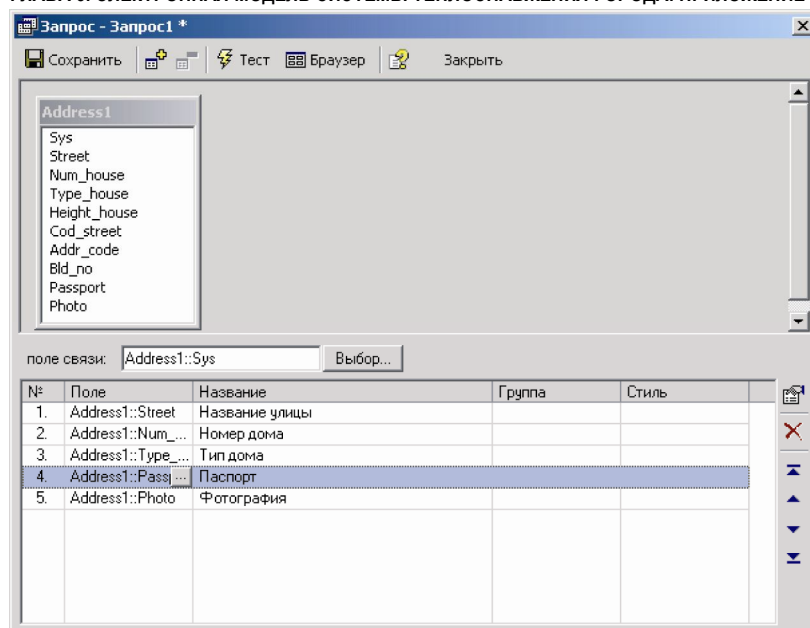 Запрос - Запрос1 *
Сохранить Тест Браузер Закрыть
Address1
Sys
Street
Num_house
Type_house
Height_house
Cod_street
Addr_code
Bld_no
Passport
Photo
поле связи: Address1::Sys Выбор...
№ Поле Название Группа Стиль
1. Address1::Street Название улицы
2. Address1::Num_... Номер дома
3. Address1::Type_... Тип дома
4. Address1::Pass ... Паспорт
5. Address1::Photo Фотография